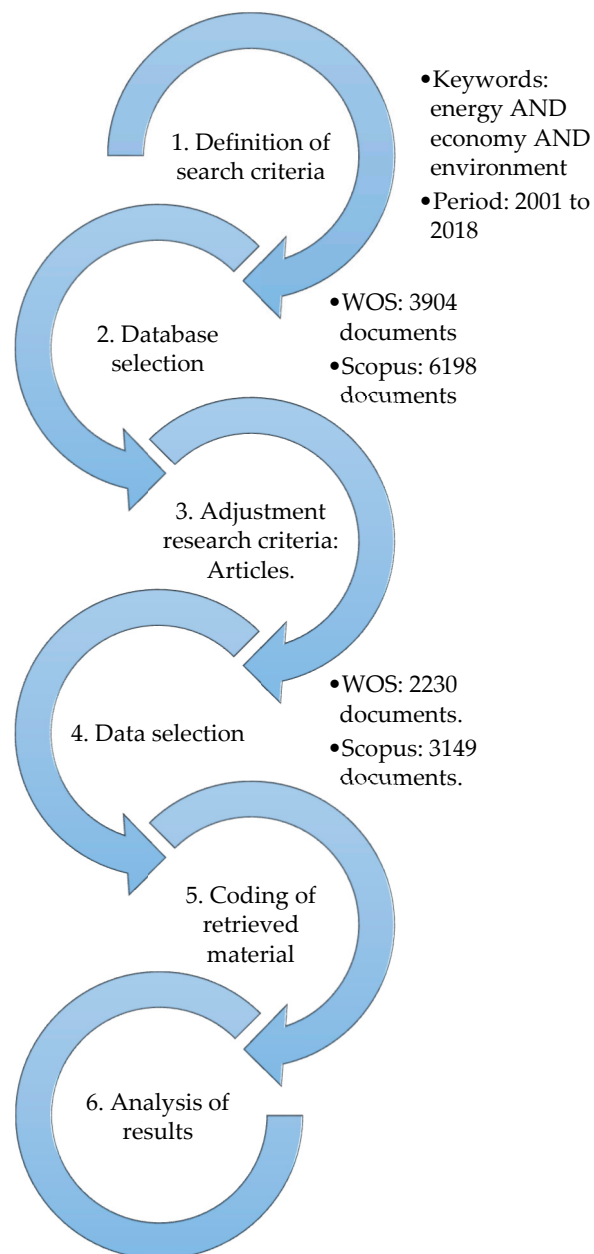 1. Definition of
search criteria
•Keywords:
energy AND
economy AND
environment
•Period: 2001 to
2018
2. Database
selection
•WOS: 3904
documents
•Scopus: 6198
documents
3. Adjustment
research criteria:
Articles.
4. Data selection
•WOS: 2230
documents.
•Scopus: 3149
documents.
5. Coding of
retrieved
material
6. Analysis of
results